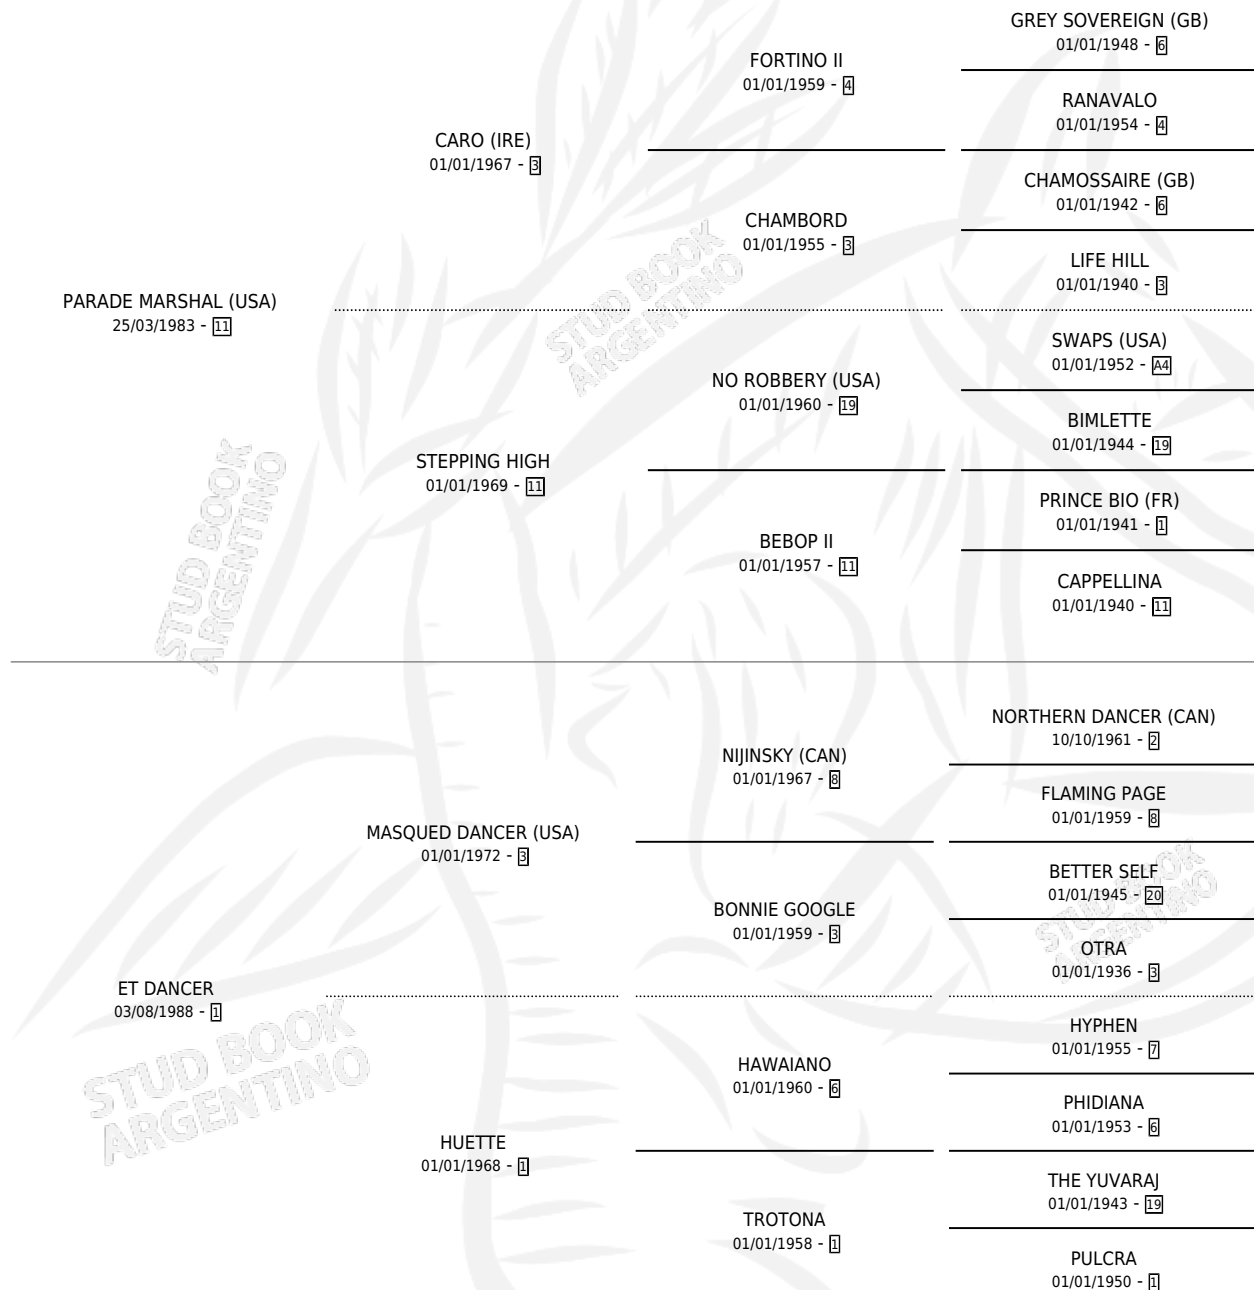 GREY SOVEREIGN (GB)
01/01/1948 - 6
FORTINO II
01/01/1959 - 4
RANAVALO
01/01/1954 - 4
CARO (IRE)
01/01/1967 - 3
CHAMOSSAIRE (GB)
01/01/1942 - 6
CHAMBORD
01/01/1955 - 3
LIFE HILL
01/01/1940 - 3
PARADE MARSHAL (USA)
25/03/1983 - 11
SWAPS (USA)
01/01/1952 - A4
NO ROBBERY (USA)
01/01/1960 - 19
BIMLETTE
01/01/1944 - 19
STEPPING HIGH
01/01/1969 - 11
PRINCE BIO (FR)
01/01/1941 - 1
BEBOP II
01/01/1957 - 11
CAPPELLINA
01/01/1940 - 11
NORTHERN DANCER (CAN)
10/10/1961 - 2
NIJINSKY (CAN)
01/01/1967 - 8
FLAMING PAGE
01/01/1959 - 8
MASQUED DANCER (USA)
01/01/1972 - 3
BETTER SELF
01/01/1945 - 20
BONNIE GOOGLE
01/01/1959 - 3
OTRA
01/01/1936 - 3
ET DANCER
03/08/1988 - 1
HYPHEN
01/01/1955 - 7
HAWAIANO
01/01/1960 - 6
PHIDIANA
01/01/1953 - 6
HUETTE
01/01/1968 - 1
THE YUVARAJ
01/01/1943 - 19
TROTONA
01/01/1958 - 1
PULCRA
01/01/1950 - 1
STUD BOOK
ARGENTINO
STUD BOOK
ARGENTINO
STUD BOOK
ARGENTINO
STUD BOOK
ARGENTINO